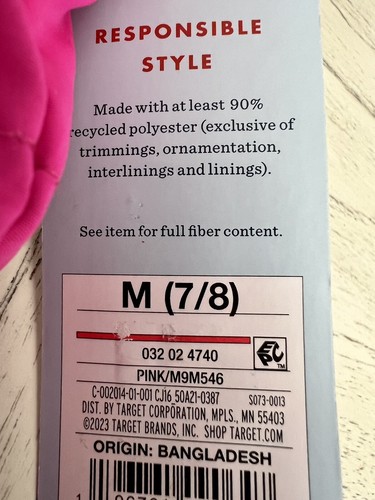 RESPONSIBLE
STYLE
Made with at least 90%
recycled polyester (exclusive of
trimmings, ornamentation,
interlinings and linings).
See item for full fiber content.
M (7/8)
032 02 4740
PINK/M9M546
C-002014-01-001 CJ16_50A21-0387 S073-0013
DIST. BY TARGET CORPORATION, MPLS., MN 55403
©2023 TARGET BRANDS, INC. SHOP TARGET.COM
ORIGIN: BANGLADESH